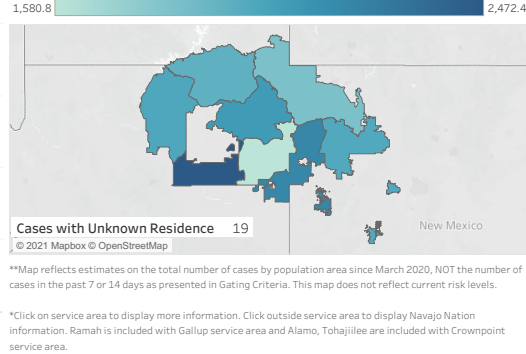 1,580.8
2,472.4
Cases with Unknown Residence 19
New Mexico
© 2021 Mapbox © OpenStreetMap
**Map reflects estimates on the total number of cases by population area since March 2020, NOT the number of
cases in the past 7 or 14 days as presented in Gating Criteria. This map does not reflect current risk levels.
*Click on service area to display more information. Click outside service area to display Navajo Nation
information. Ramah is included with Gallup service area and Alamo, Tohajiilee are included with Crownpoint
service area.